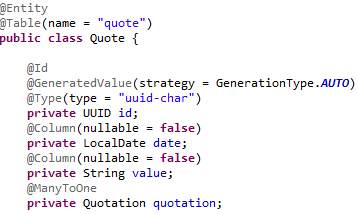 @Entity
@Table(name = "quote")
public class Quote {
@Id
@GeneratedValue(strategy = GenerationType.AUTO)
@Type(type = "uuid-char")
private UUID id;
@Column(nullable = false)
private LocalDate date;
@Column(nullable = false)
private String value;
@ManyToOne
private Quotation quotation;